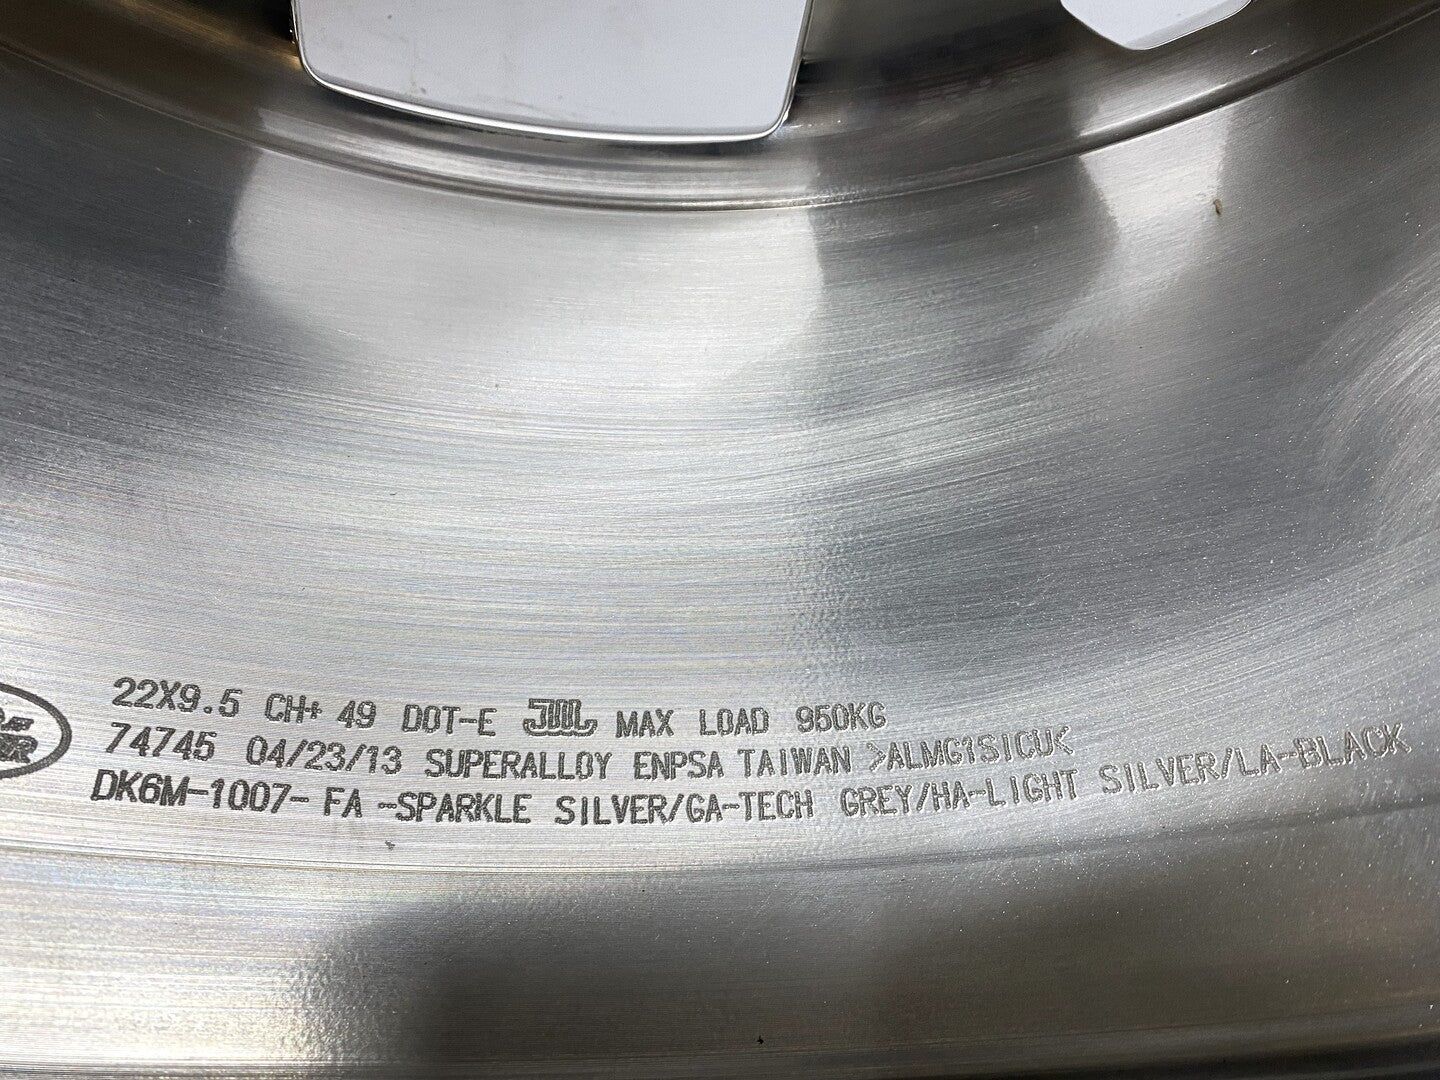 22X9.5 CH+ 49 DOT-E JWL MAX LOAD 950KG
74745 04/23/13 SUPERALLOY ENPSA TAIWAN >ALMG1SICU<
DK6M-1007- FA -SPARKLE SILVER/GA-TECH GREY/HA-LIGHT SILVER/LA-BLACK